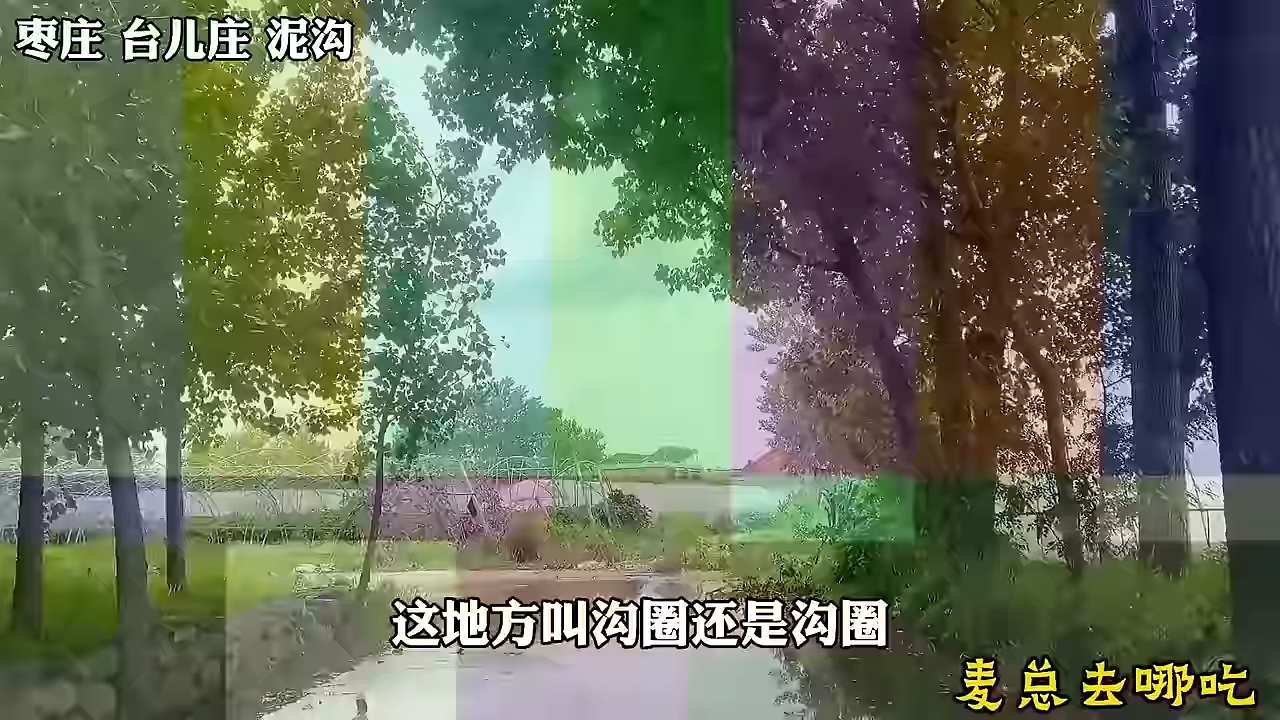 枣庄 台儿庄 泥沟
这地方叫沟圈还是沟圈
麦总去哪吃